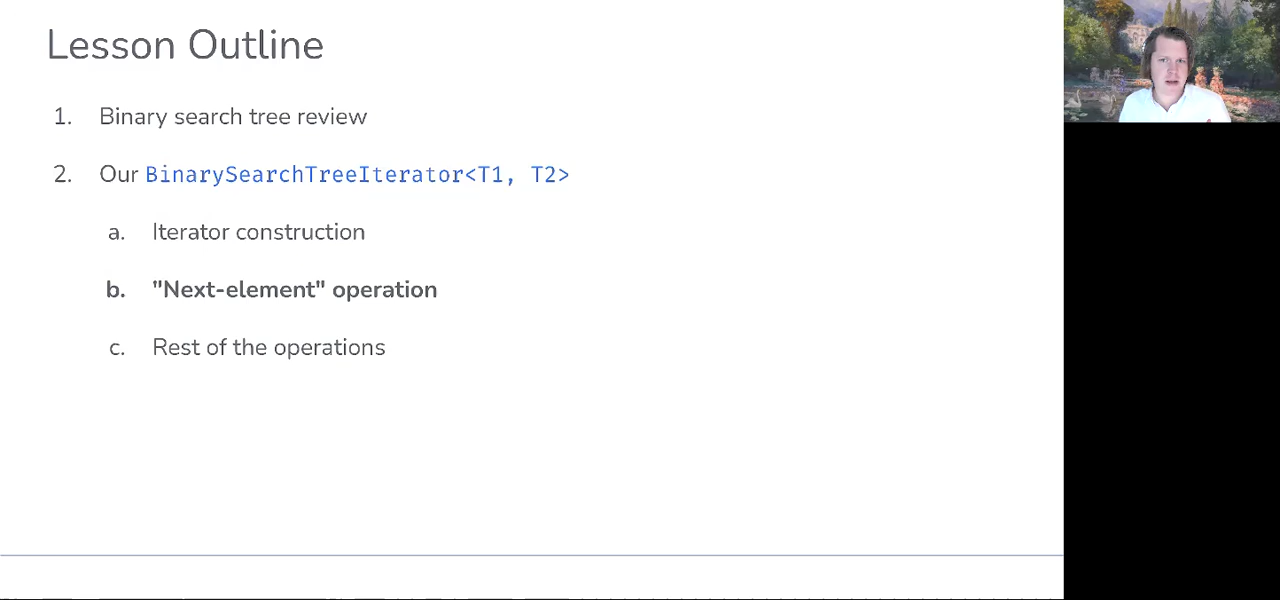 Lesson Outline
1. Binary search tree review
2. Our BinarySearchTreeIterator<T1, T2>
a. Iterator construction
b. "Next-element" operation
c. Rest of the operations